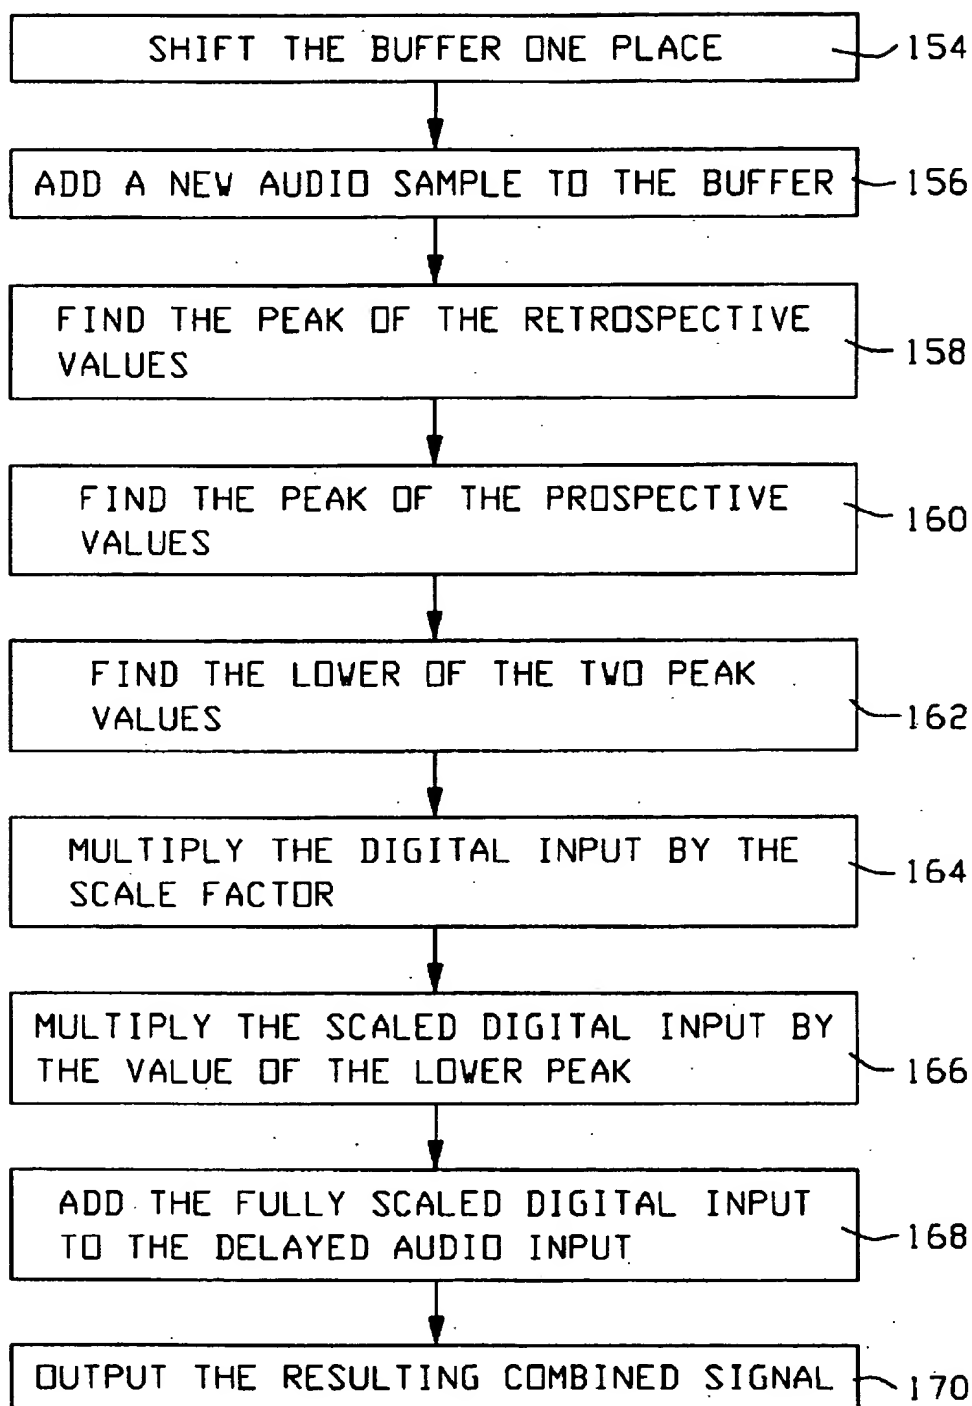 SHIFT THE BUFFER ONE PLACE
154
ADD A NEW AUDIO SAMPLE TO THE BUFFER
156
FIND THE PEAK OF THE RETROSPECTIVE
VALUES
158
FIND THE PEAK OF THE PROSPECTIVE
VALUES
160
FIND THE LOWER OF THE TWO PEAK
VALUES
162
MULTIPLY THE DIGITAL INPUT BY THE
SCALE FACTOR
164
MULTIPLY THE SCALED DIGITAL INPUT BY
THE VALUE OF THE LOWER PEAK
166
ADD THE FULLY SCALED DIGITAL INPUT
TO THE DELAYED AUDIO INPUT
168
OUTPUT THE RESULTING COMBINED SIGNAL
170